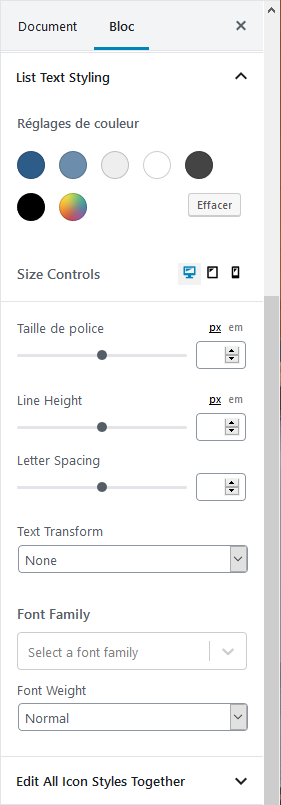 Document Bloc
List Text Styling
Réglages de couleur
Effacer
Size Controls
Taille de police px em
Line Height px em
Letter Spacing
Text Transform
None
Font Family
Select a font family
Font Weight
Normal
Edit All Icon Styles Together